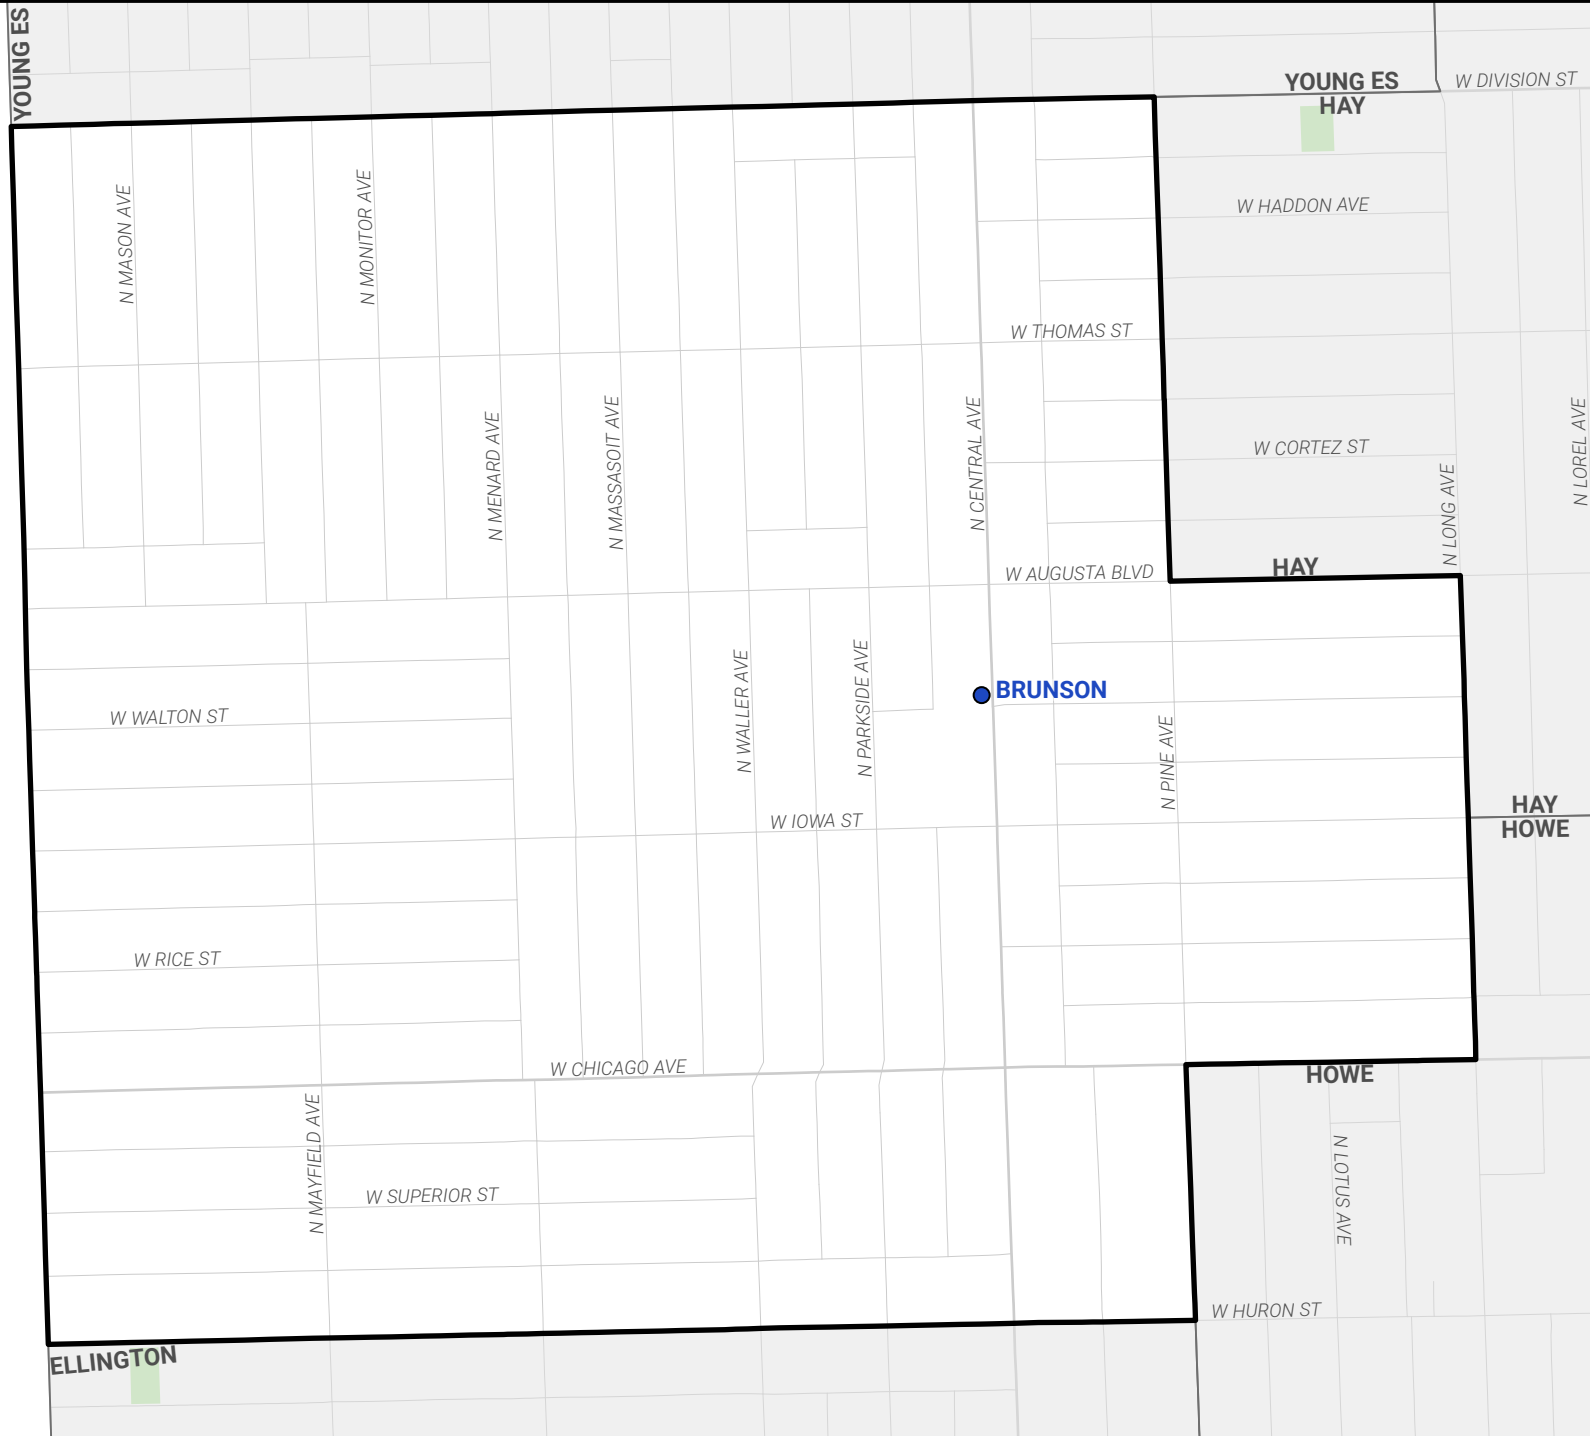 YOUNG ES
YOUNG ES
HAY
W DIVISION ST
N MASON AVE
N MONITOR AVE
W HADDON AVE
W THOMAS ST
N MENARD AVE
N MASSASOIT AVE
N CENTRAL AVE
W CORTEZ ST
N LONG AVE
N LOREL AVE
HAY
W AUGUSTA BLVD
W WALTON ST
N WALLER AVE
N PARKSIDE AVE
BRUNSON
N PINE AVE
W IOWA ST
HAY
HOWE
W RICE ST
W CHICAGO AVE
HOWE
N MAYFIELD AVE
W SUPERIOR ST
N LOTUS AVE
W HURON ST
ELLINGTON